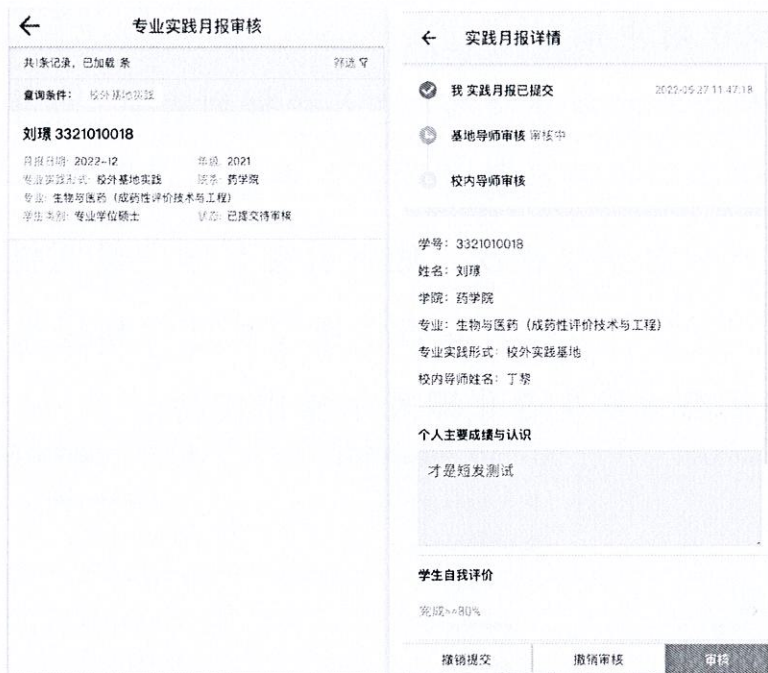 专业实践月报审核
共1条记录，已加载 条
筛选
查询条件： 校外基地实践
刘璟 3321010018
月报日期: 2022-12 年级: 2021
专业实践形式: 校外基地实践 院系: 药学院
专业: 生物与医药（成药性评价技术与工程）
学生类别: 专业学位硕士 状态: 已提交待审核
实践月报详情
我 实践月报已提交 2022-05-27 11:47:18
基地导师审核 审核中
校内导师审核
学号: 3321010018
姓名: 刘璟
学院: 药学院
专业: 生物与医药（成药性评价技术与工程）
专业实践形式: 校外实践基地
校内导师姓名: 丁黎
个人主要成绩与认识
才是短发测试
学生自我评价
完成>=80%
撤销提交
撤销审核
审核